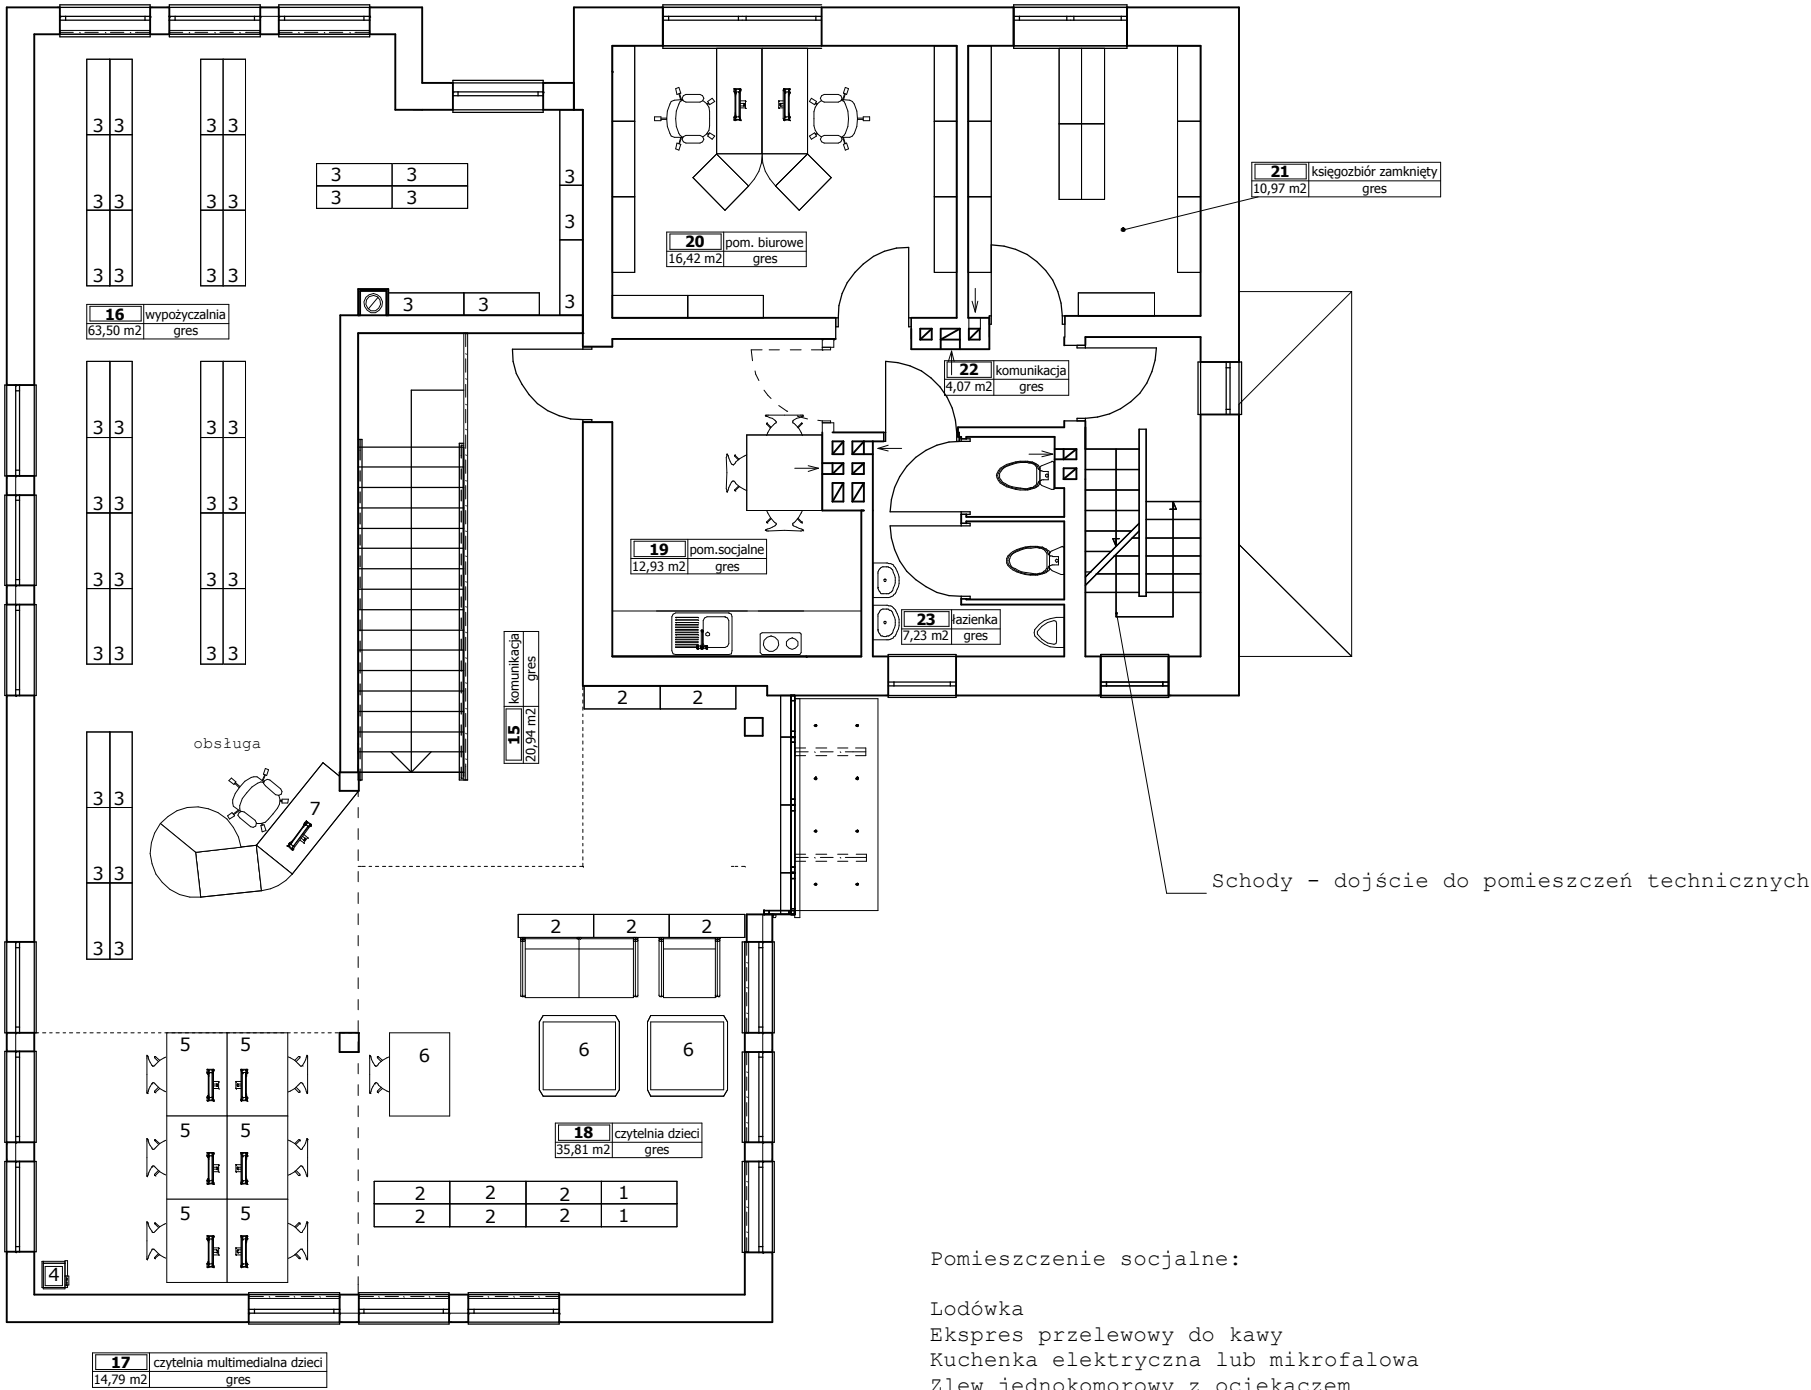 3 3 3 3
3 3
3 3
3
3 3 3 3
3
3 3 3 3
3 3 3
21 księgozbiór zamknięty
10,97 m2 gres
20 pom. biurowe
16,42 m2 gres
16 wypożyczalnia
63,50 m2 gres
22 komunikacja
4,07 m2 gres
3 3 3 3
3 3 3 3
3 3 3 3
3 3 3 3
19 pom.socjalne
12,93 m2 gres
23 łazienka
7,23 m2 gres
15 komunikacja
20,94 m2 gres
2 2
obsługa
7
3 3
3 3
3 3
Schody - dojście do pomieszczeń technicznych
2 2 2
5 5 6 6 6
5 5
5 5
18 czytelnia dzieci
35,81 m2 gres
2 2 2 1
2 2 2 1
4
17 czytelnia multimedialna dzieci
14,79 m2 gres
Pomieszczenie socjalne:
Lodówka
Ekspres przelewowy do kawy
Kuchenka elektryczna lub mikrofalowa
Zlew jednokomorowy z ociekaczem